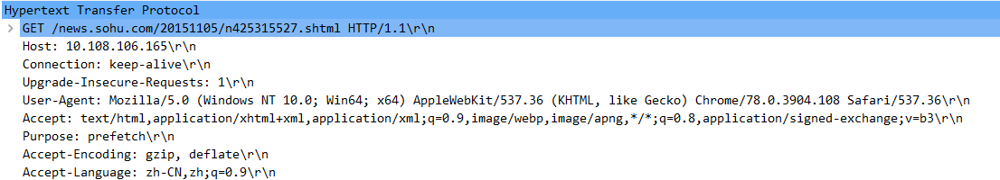 Hypertext Transfer Protocol
GET /news.sohu.com/20151105/n425315527.shtml HTTP/1.1\r\n
Host: 10.108.106.165\r\n
Connection: keep-alive\r\n
Upgrade-Insecure-Requests: 1\r\n
User-Agent: Mozilla/5.0 (Windows NT 10.0; Win64; x64) AppleWebKit/537.36 (KHTML, like Gecko) Chrome/78.0.3904.108 Safari/537.36\r\n
Accept: text/html,application/xhtml+xml,application/xml;q=0.9,image/webp,image/apng,*/*;q=0.8,application/signed-exchange;v=b3\r\n
Purpose: prefetch\r\n
Accept-Encoding: gzip, deflate\r\n
Accept-Language: zh-CN,zh;q=0.9\r\n